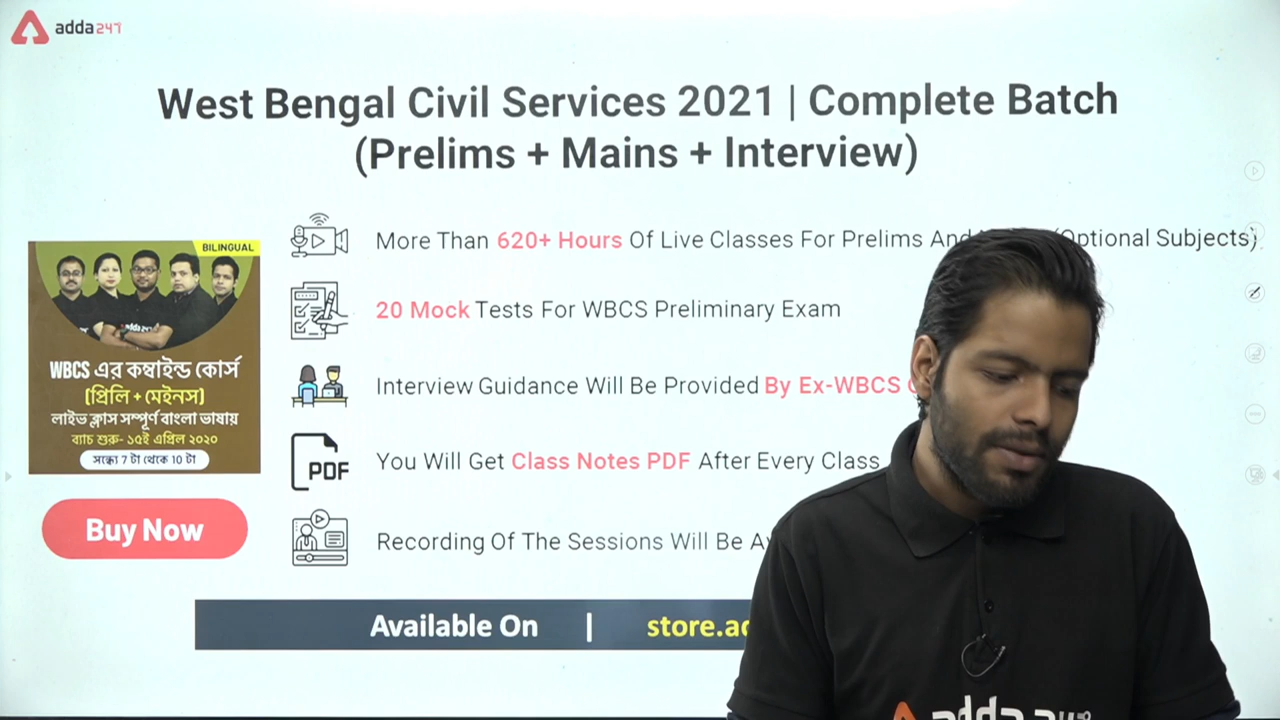 adda247
West Bengal Civil Services 2021 | Complete Batch
(Prelims + Mains + Interview)
More Than 620+ Hours Of Live Classes For Prelims And (Optional Subjects)
20 Mock Tests For WBCS Preliminary Exam
Interview Guidance Will Be Provided By Ex-WBCS
PDF
You Will Get Class Notes PDF After Every Class
Recording Of The Sessions Will Be
BILINGUAL
adda247
WBCS এর কম্বাইন্ড কোর্স
(প্রিলি + মেইনস)
লাইভ ক্লাস সম্পূর্ণ বাংলা ভাষায়
ব্যাচ শুরু- ১৫ই এপ্রিল ২০২০
সন্ধ্যে 7 টা থেকে 10 টা
Buy Now
Available On | store.ad
adda247